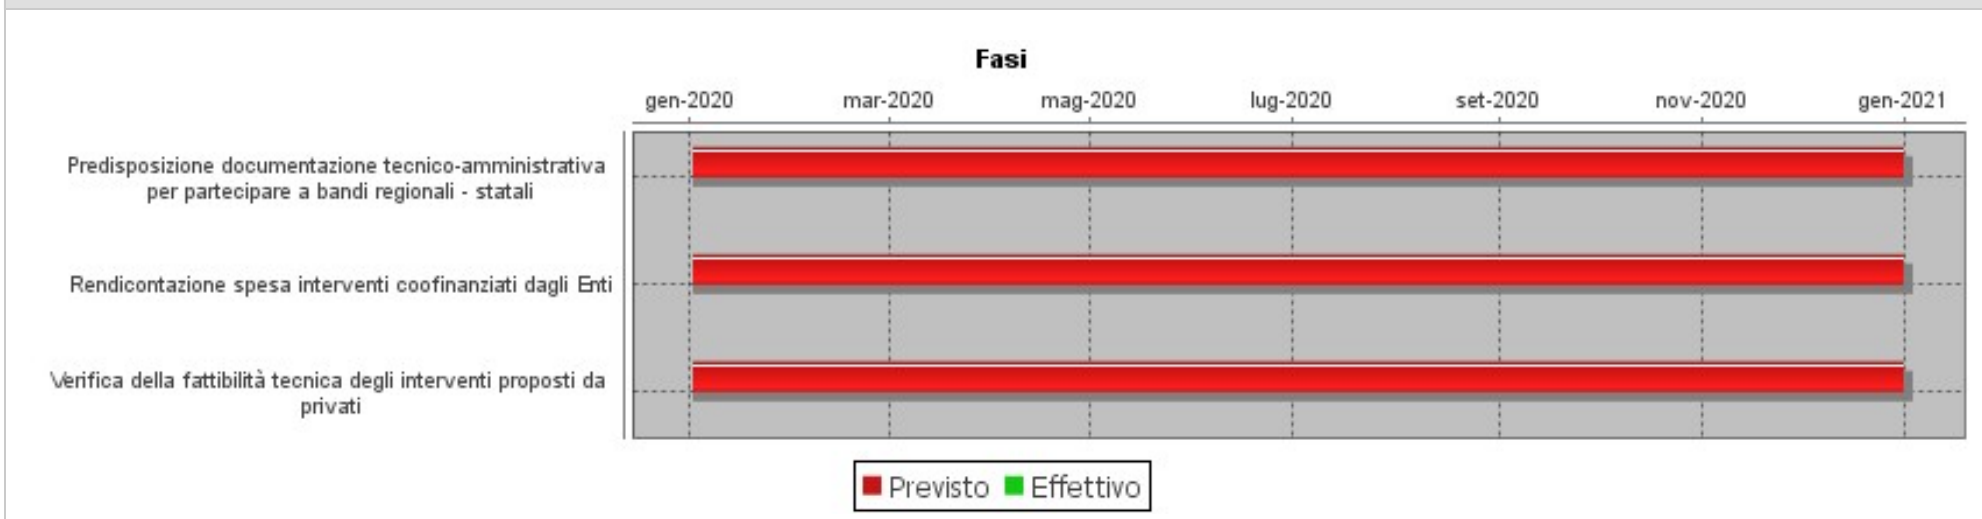 Fasi
gen-2020 mar-2020 mag-2020 lug-2020 set-2020 nov-2020 gen-2021
Predisposizione documentazione tecnico-amministrativa
per partecipare a bandi regionali - statali
Rendicontazione spesa interventi coofinanziati dagli Enti
Verifica della fattibilità tecnica degli interventi proposti da
privati
Previsto Effettivo